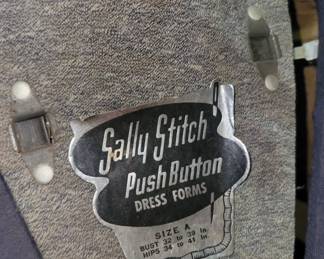 Sally Stitch
Push Button
DRESS FORMS
SIZE A
BUST 32 to 39 In.
HIPS 34 to 41 In.